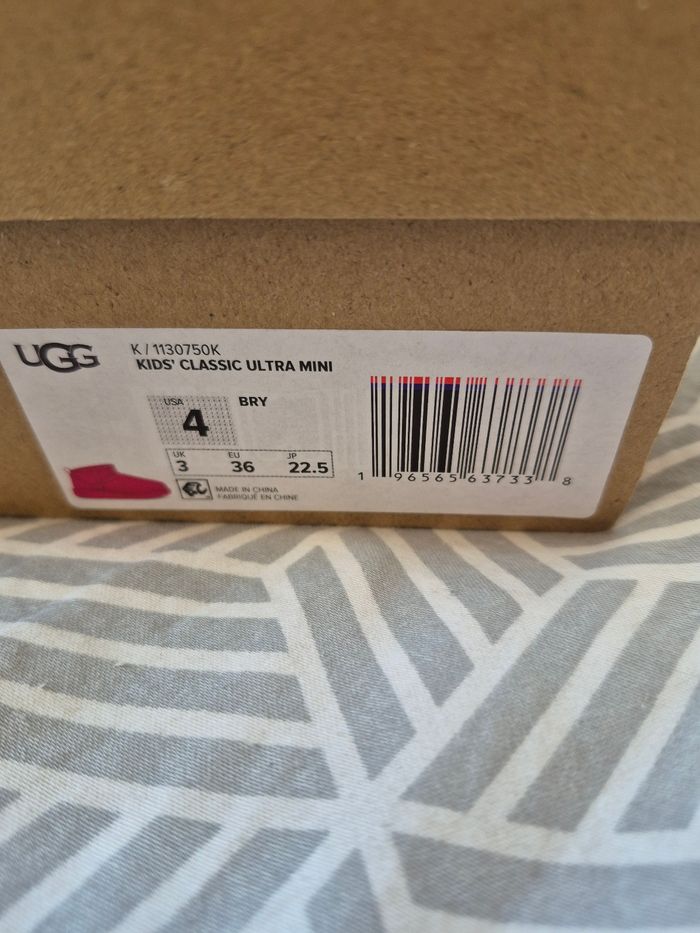 UGG
K / 1130750K
KIDS' CLASSIC ULTRA MINI
USA
4
BRY
UK EU JP
3 36 22.5
MADE IN CHINA
FABRIQUÉ EN CHINE
1 96565 63733 8